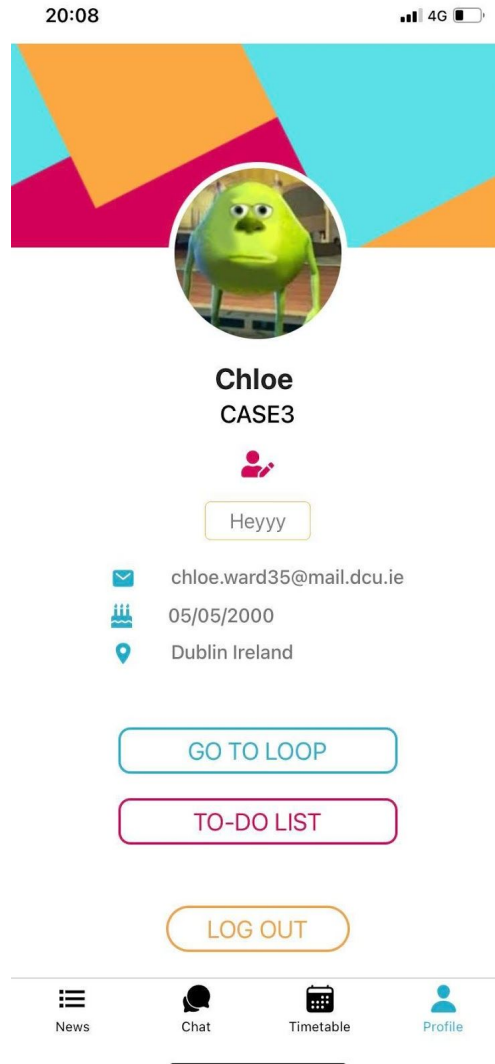 20:08
4G
Chloe
CASE3
Heyyy
chloe.ward35@mail.dcu.ie
05/05/2000
Dublin Ireland
GO TO LOOP
TO-DO LIST
LOG OUT
News
Chat
Timetable
Profile